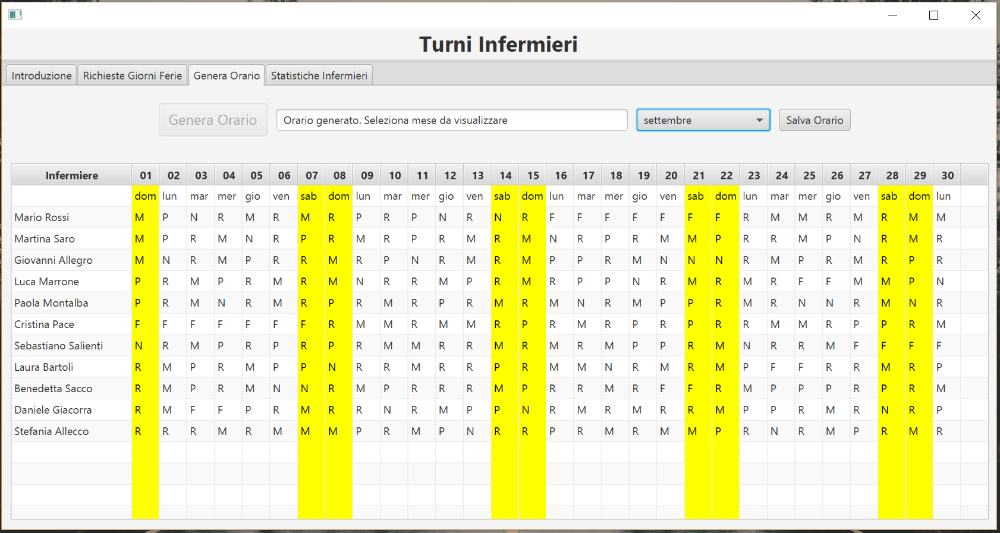 Turni Infermieri
Introduzione Richieste Giorni Ferie Genera Orario Statistiche Infermieri
Genera Orario Orario generato. Seleziona mese da visualizzare settembre Salva Orario
Infermiere 01 02 03 04 05 06 07 08 09 10 11 12 13 14 15 16 17 18 19 20 21 22 23 24 25 26 27 28 29 30
dom lun mar mer gio ven sab dom lun mar mer gio ven sab dom lun mar mer gio ven sab dom lun mar mer gio ven sab dom lun
Mario Rossi M P N R M R M R P R P N R N R F F F F F F F R M M R M R M M
Martina Saro M P R M N R P R M R P R M R M N R P R M M P R R M P N R M R
Giovanni Allegro M N R M P R R M R P N R M R M P P R M N N N R M P R M R P R
Luca Marrone P R M P R M R M N R R M P R M R P P N R M R M R F F M M P N
Paola Montalba P R M N R M R P R M R P R M R M N R M P P R M R N N R M N R
Cristina Pace F F F F F F F R M M R M M R P R M R P R P R R M M R P P R M
Sebastiano Salienti N R M P R P R P R M M R R M R M R M P P R M N R R M F F F F
Laura Bartoli R M P R M P P N R R M R R P R M M N R M R M P F F R R M R P
Benedetta Sacco R M P R M N N R M P R R R M P R R M R F F R M P P P R P R M
Daniele Giacorra R M F F P R M R R N R M P P N R M R M R R M P P R M R N R P
Stefania Allecco R R R M R M M M P R M P N R R P R M R M M P R N R M P R M R